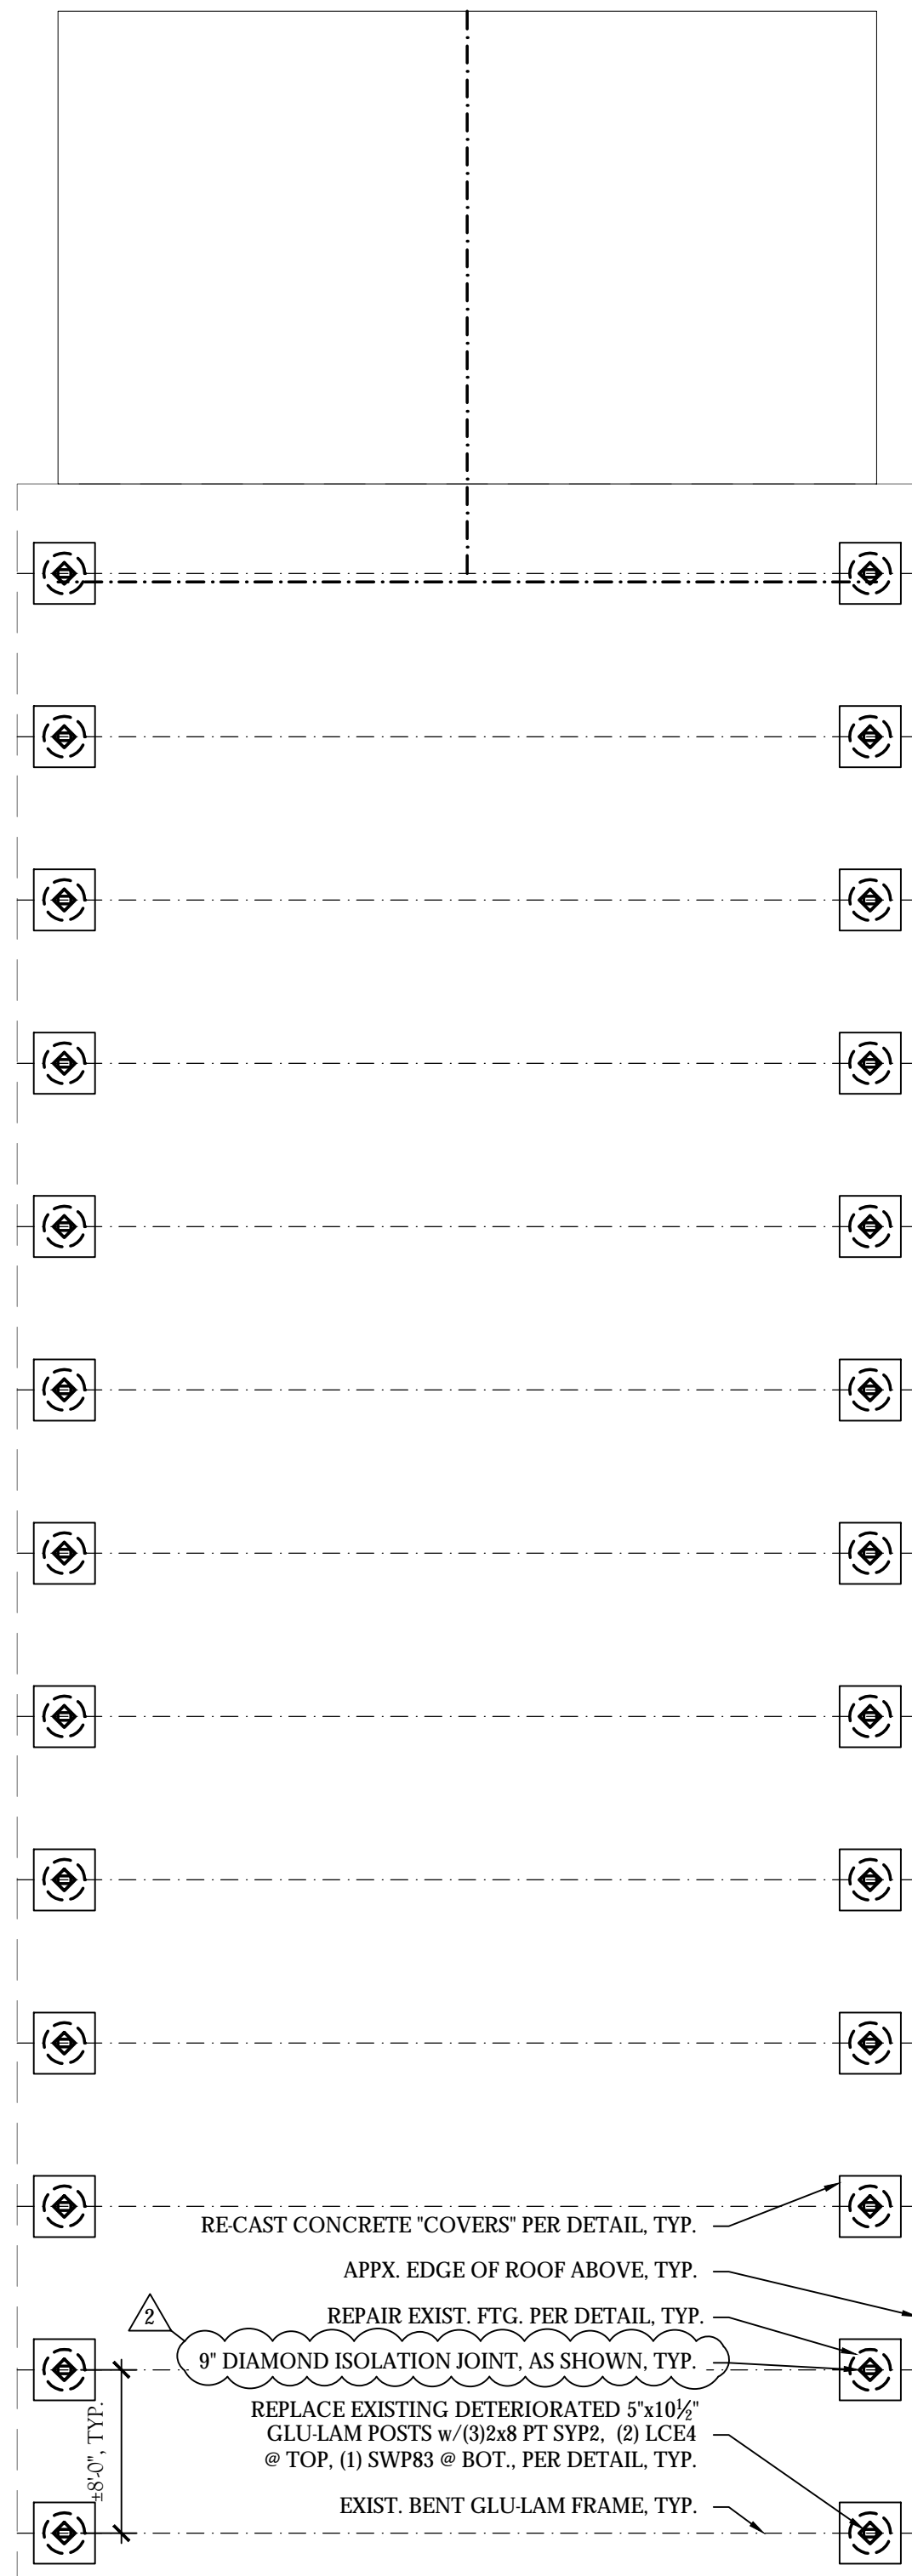 RE-CAST CONCRETE "COVERS" PER DETAIL, TYP.
APPX. EDGE OF ROOF ABOVE, TYP.
2
REPAIR EXIST. FTG. PER DETAIL, TYP.
9" DIAMOND ISOLATION JOINT, AS SHOWN, TYP.
±8'-0", TYP.
REPLACE EXISTING DETERIORATED 5"x10½"
GLU-LAM POSTS w/(3)2x8 PT SYP2, (2) LCE4
@ TOP, (1) SWP83 @ BOT., PER DETAIL, TYP.
EXIST. BENT GLU-LAM FRAME, TYP.